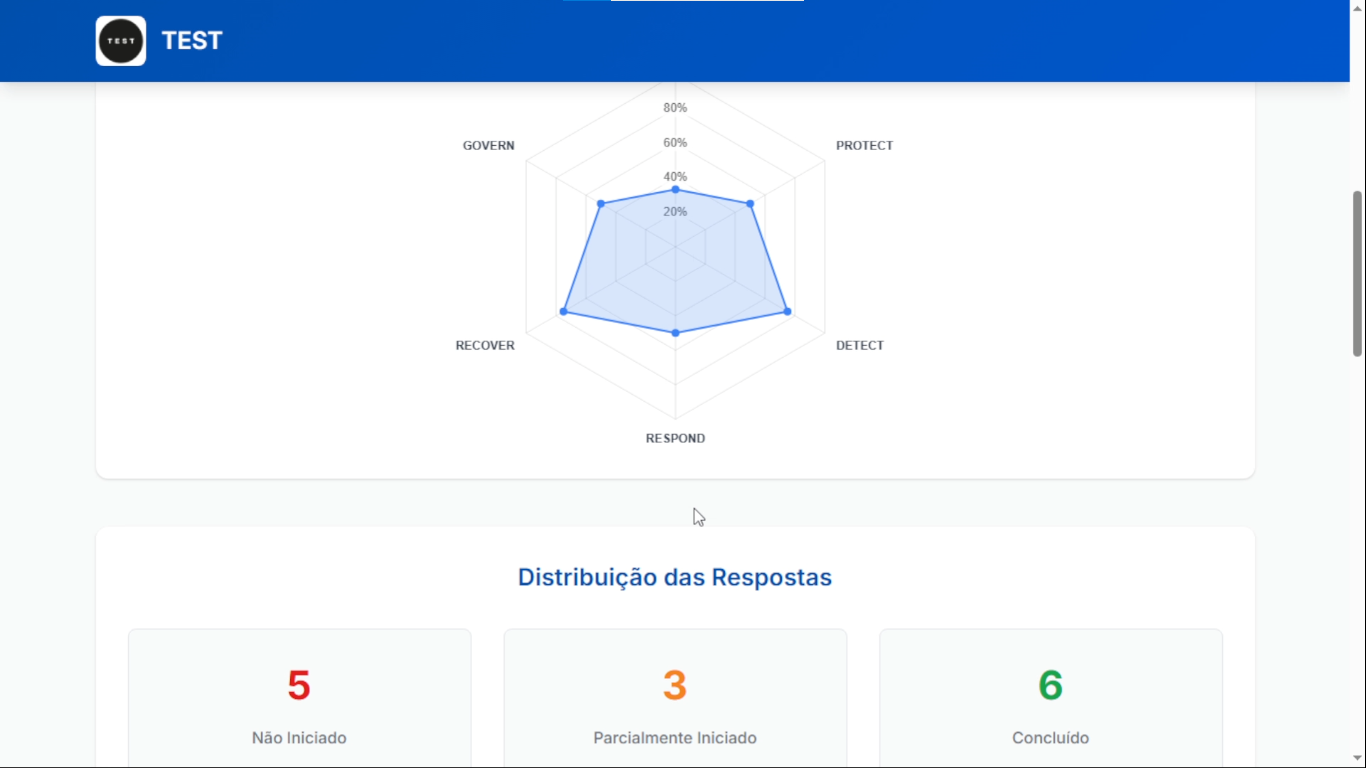 TEST
TEST
80%
GOVERN
PROTECT
60%
40%
20%
RECOVER
DETECT
RESPOND
Distribuição das Respostas
5
3
6
Não Iniciado
Parcialmente Iniciado
Concluído